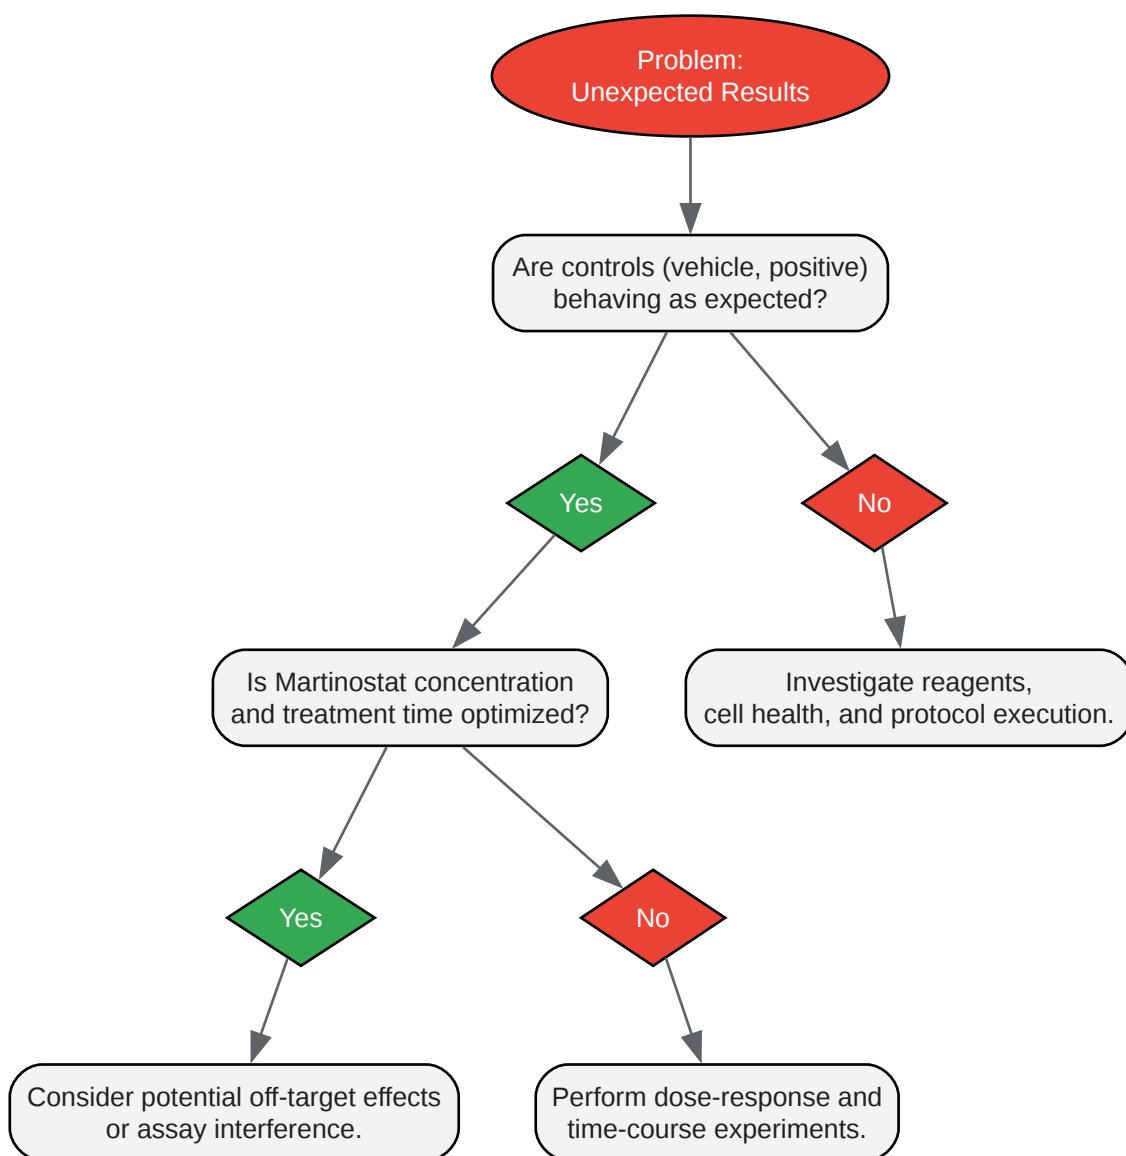 Problem:
Unexpected Results
Are controls (vehicle, positive)
behaving as expected?
Yes
No
Is Martinostat concentration
and treatment time optimized?
Investigate reagents,
cell health, and protocol execution.
Yes
No
Consider potential off-target effects
or assay interference.
Perform dose-response and
time-course experiments.